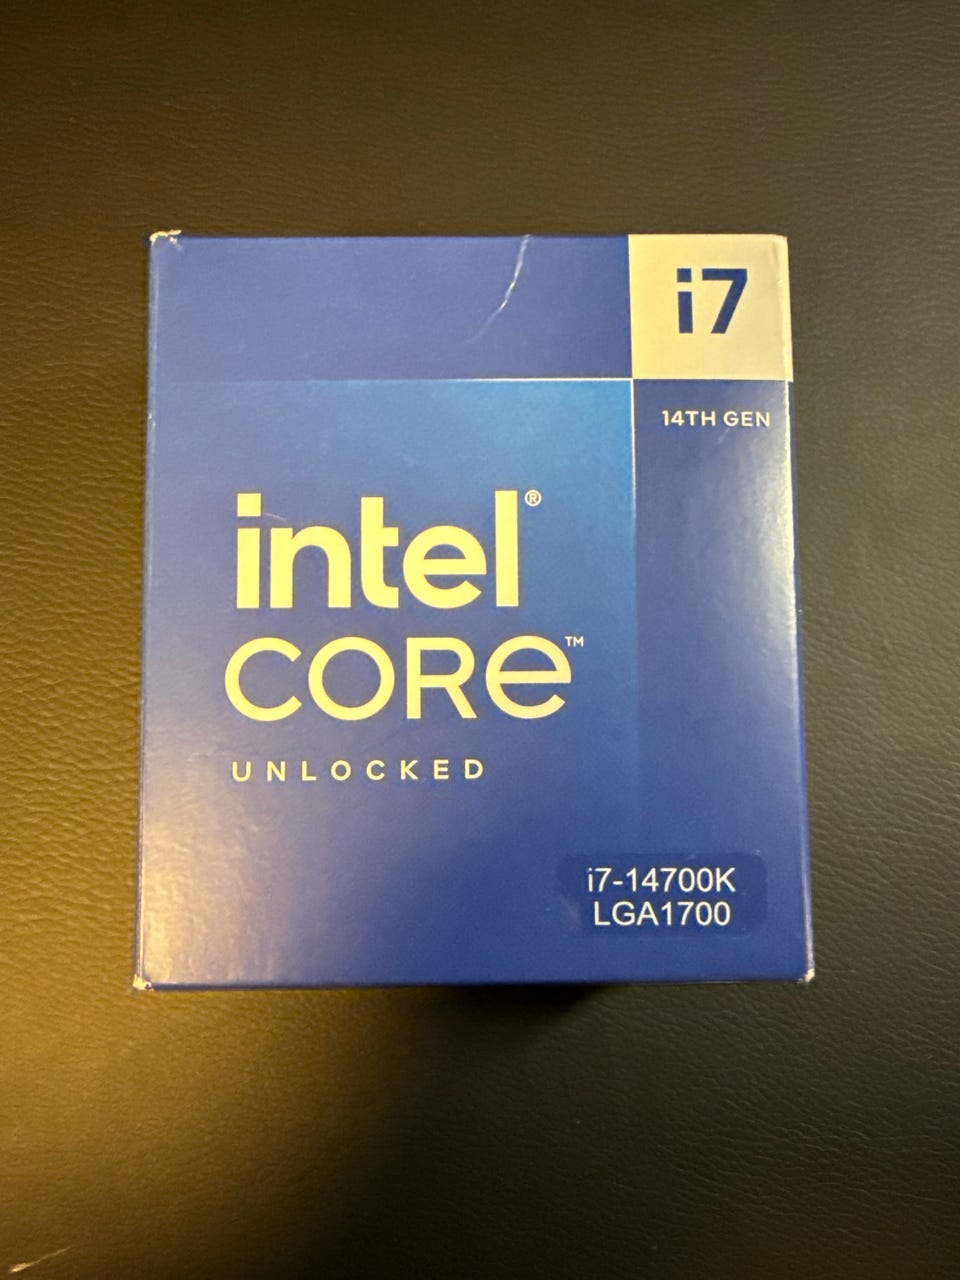 i7
14TH GEN
intel®
CORe™
UNLOCKED
i7-14700K
LGA1700